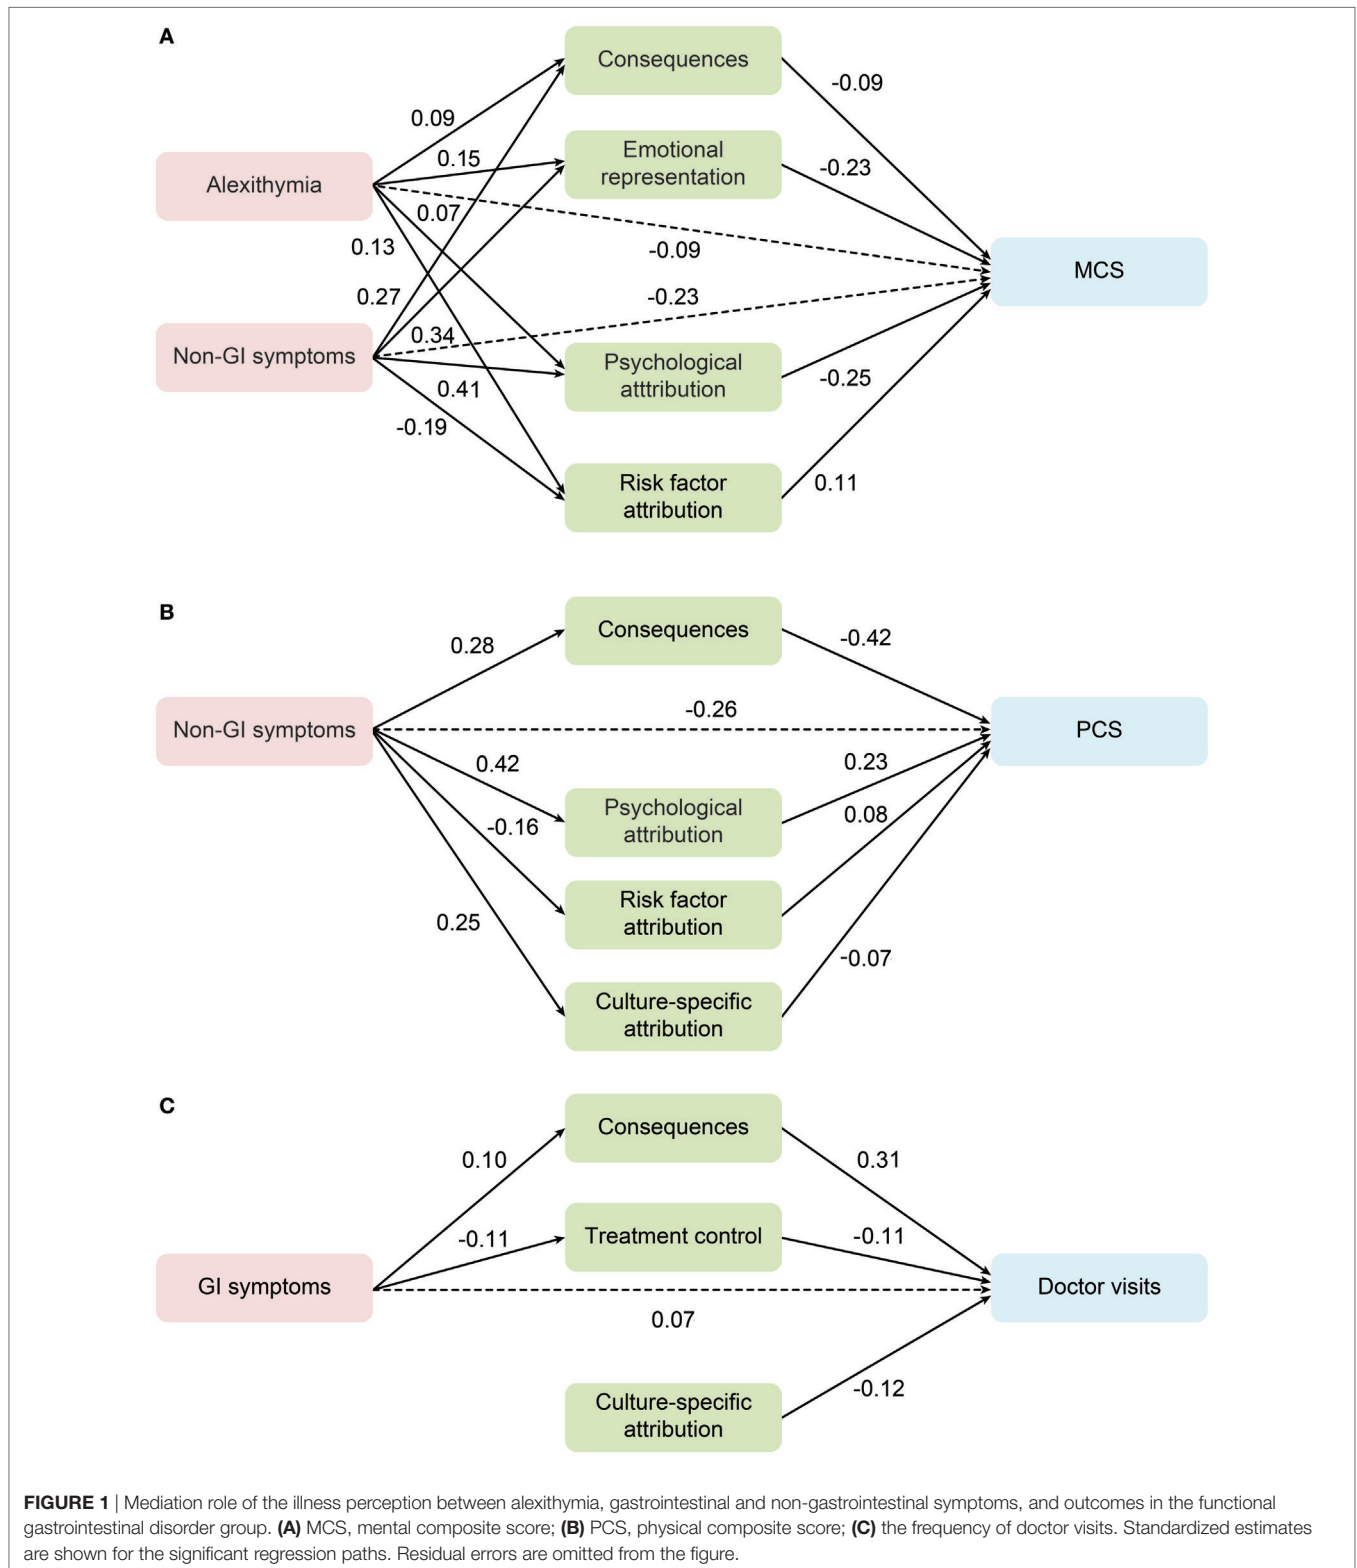 A
Consequences
-0.09
0.09
Emotional
representation
0.15
-0.23
Alexithymia
0.07
0.13
-0.09
MCS
0.27
-0.23
Non-GI symptoms
0.34
Psychological
atttribution
0.41
-0.25
-0.19
Risk factor
attribution
0.11
B
Consequences
0.28
-0.42
Non-GI symptoms
-0.26
PCS
0.42
0.23
Psychological
attribution
-0.16
0.08
Risk factor
attribution
0.25
-0.07
Culture-specific
attribution
C
Consequences
0.10
0.31
Treatment control
-0.11
-0.11
GI symptoms
Doctor visits
0.07
-0.12
Culture-specific
attribution
FIGURE 1 | Mediation role of the illness perception between alexithymia, gastrointestinal and non-gastrointestinal symptoms, and outcomes in the functional
gastrointestinal disorder group. (A) MCS, mental composite score; (B) PCS, physical composite score; (C) the frequency of doctor visits. Standardized estimates
are shown for the significant regression paths. Residual errors are omitted from the figure.